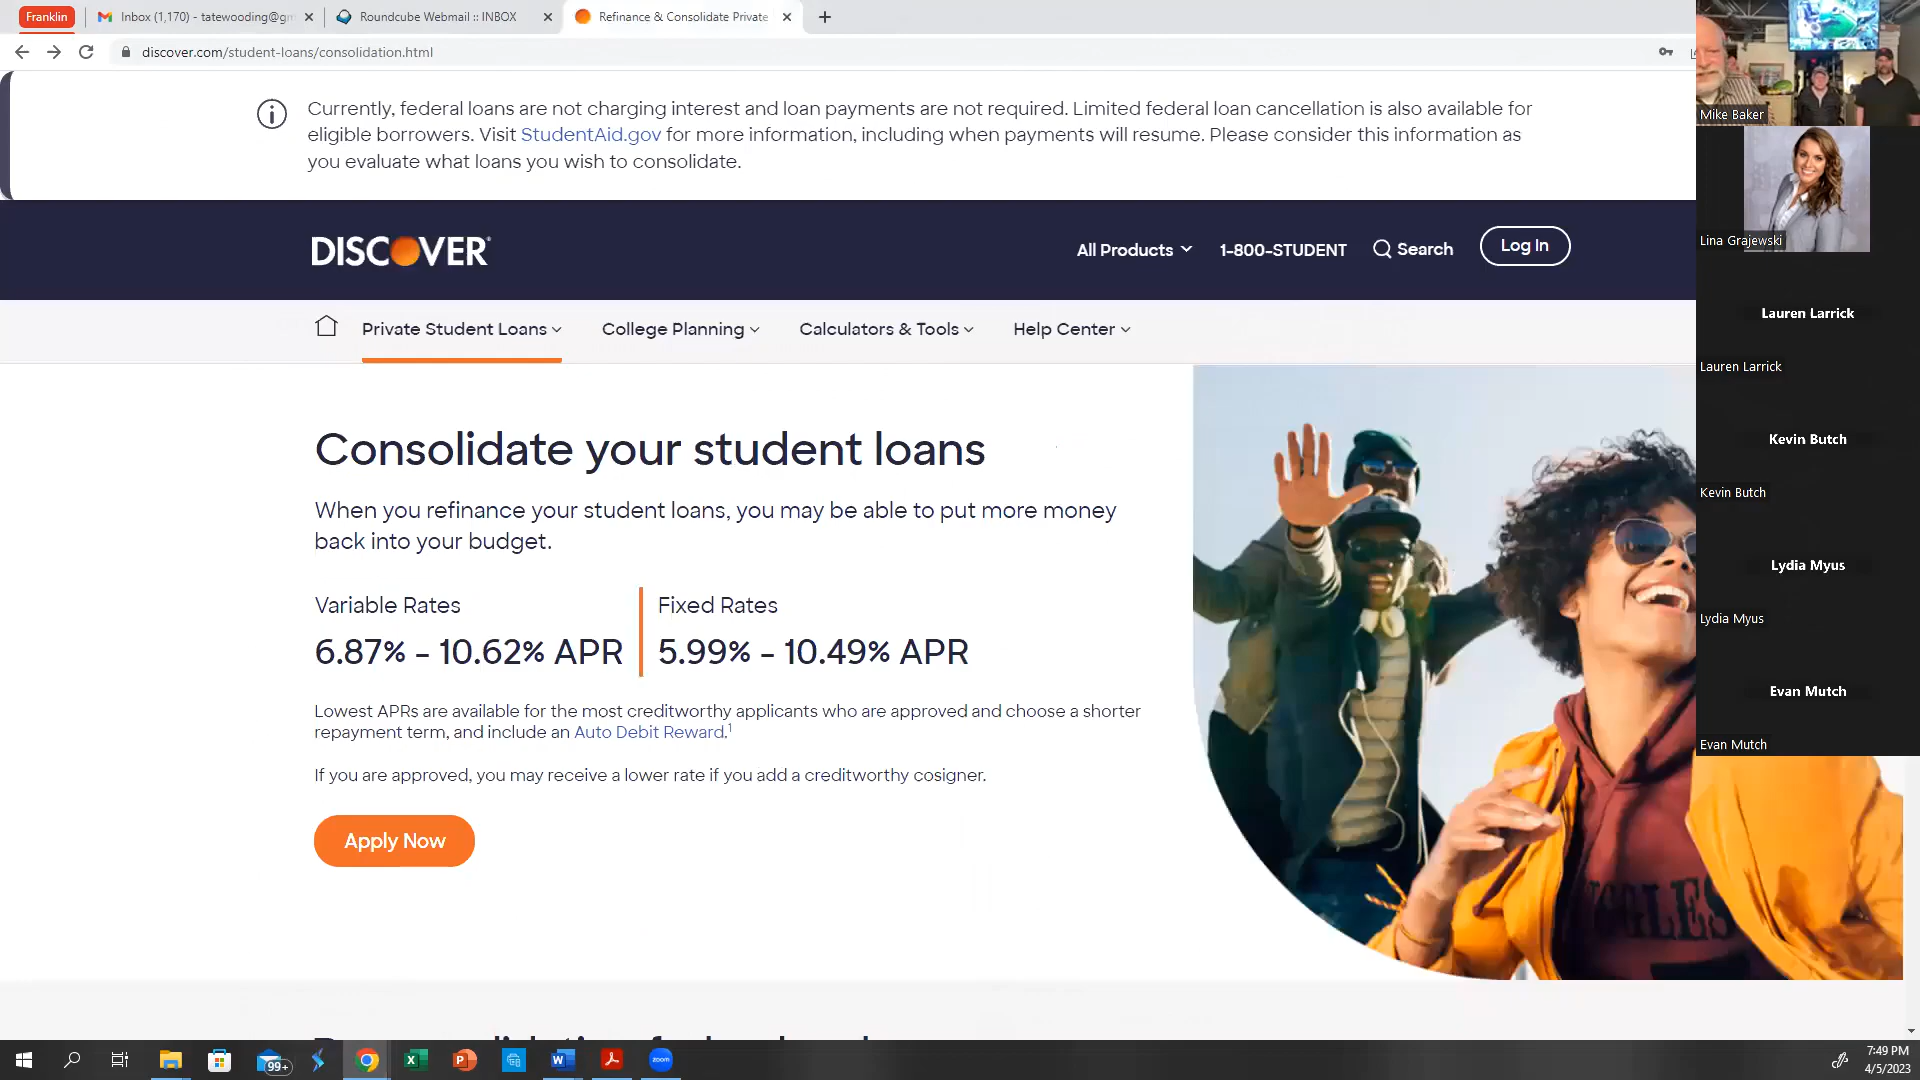 Franklin
Inbox (1,170) - tatewooding@gm
Roundcube Webmail :: INBOX
Refinance & Consolidate Private
discover.com/student-loans/consolidation.html
Currently, federal loans are not charging interest and loan payments are not required. Limited federal loan cancellation is also available for
eligible borrowers. Visit StudentAid.gov for more information, including when payments will resume. Please consider this information as
you evaluate what loans you wish to consolidate.
DISCOVER
All Products
1-800-STUDENT
Search
Log In
Private Student Loans
College Planning
Calculators & Tools
Help Center
Consolidate your student loans
When you refinance your student loans, you may be able to put more money
back into your budget.
Variable Rates
6.87% – 10.62% APR
Fixed Rates
5.99% – 10.49% APR
Lowest APRs are available for the most creditworthy applicants who are approved and choose a shorter
repayment term, and include an Auto Debit Reward.1
If you are approved, you may receive a lower rate if you add a creditworthy cosigner.
Apply Now
Mike Baker
Lina Grajewski
Lauren Larrick
Lauren Larrick
Kevin Butch
Kevin Butch
Lydia Myus
Lydia Myus
Evan Mutch
Evan Mutch
99+
zoom
7:49 PM
4/5/2023